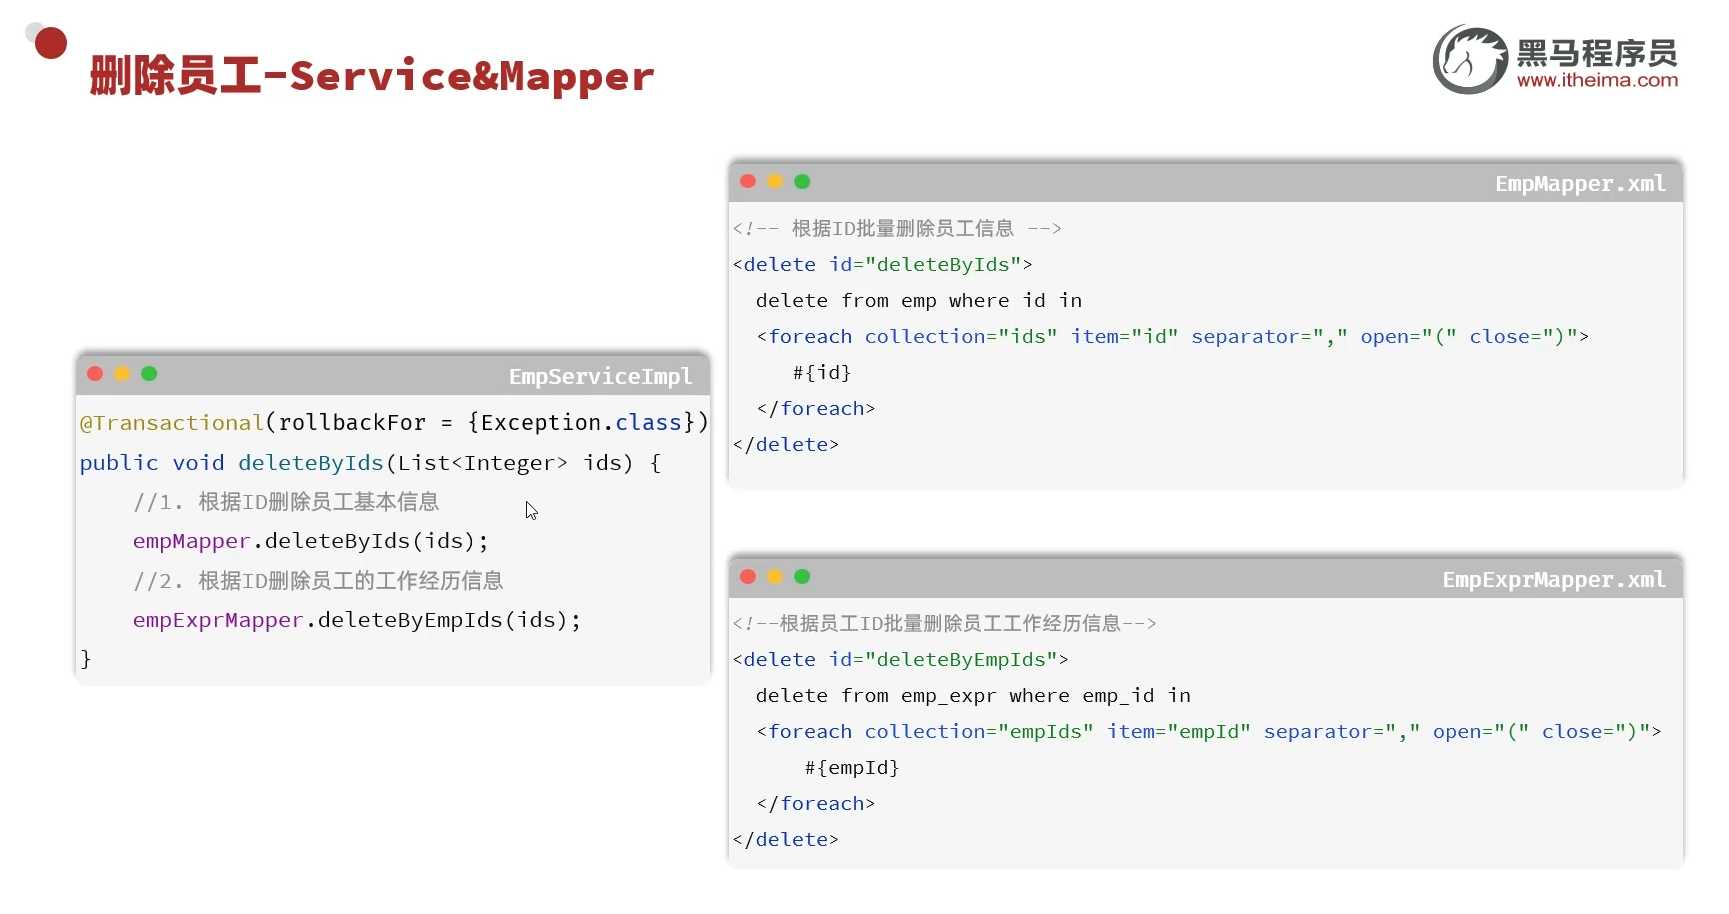 删除员工-Service&Mapper
黑马程序员
www.itheima.com
EmpServiceImpl
@Transactional(rollbackFor = {Exception.class})
public void deleteByIds(List<Integer> ids) {
    //1. 根据ID删除员工基本信息
    empMapper.deleteByIds(ids);
    //2. 根据ID删除员工的工作经历信息
    empExprMapper.deleteByEmpIds(ids);
}
EmpMapper.xml
<!-- 根据ID批量删除员工信息 -->
<delete id="deleteByIds">
  delete from emp where id in
  <foreach collection="ids" item="id" separator="," open="(" close=")">
     #{id}
  </foreach>
</delete>
EmpExprMapper.xml
<!--根据员工ID批量删除员工工作经历信息-->
<delete id="deleteByEmpIds">
  delete from emp_expr where emp_id in
  <foreach collection="empIds" item="empId" separator="," open="(" close=")">
      #{empId}
  </foreach>
</delete>